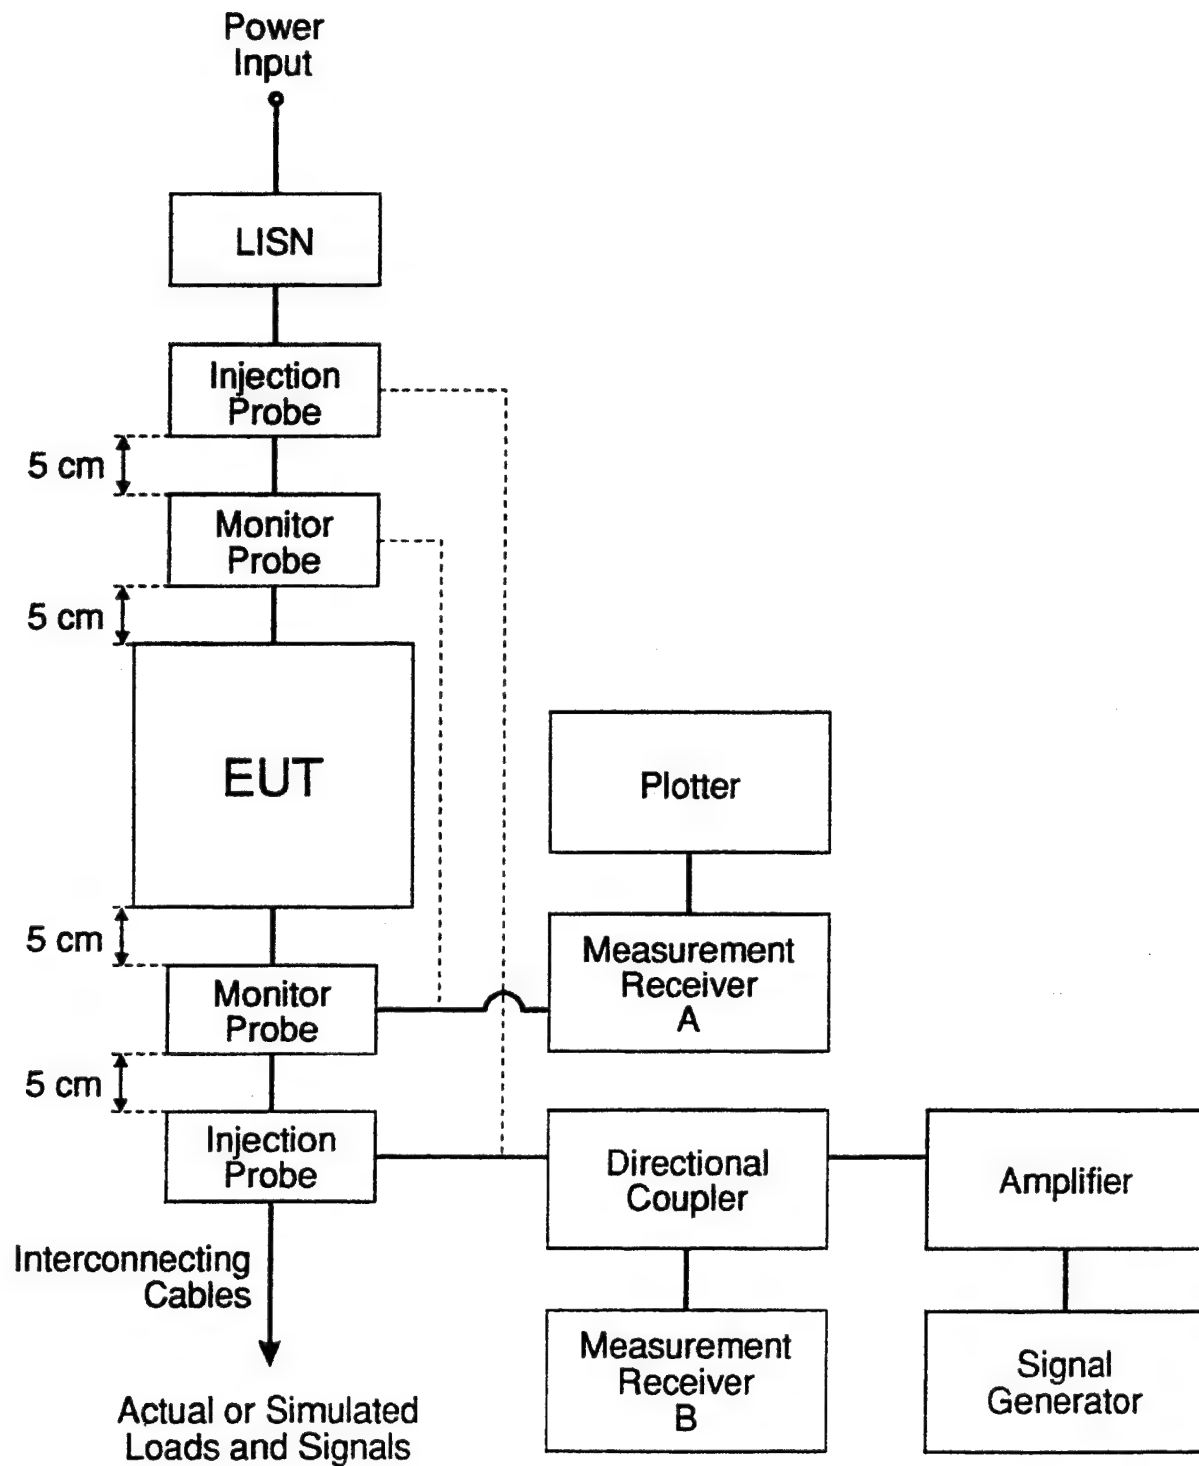 Power
Input
LISN
Injection
Probe
5 cm
Monitor
Probe
5 cm
EUT
Plotter
5 cm
Measurement
Receiver
A
Monitor
Probe
5 cm
Injection
Probe
Directional
Coupler
Amplifier
Interconnecting
Cables
Measurement
Receiver
B
Signal
Generator
Actual or Simulated
Loads and Signals